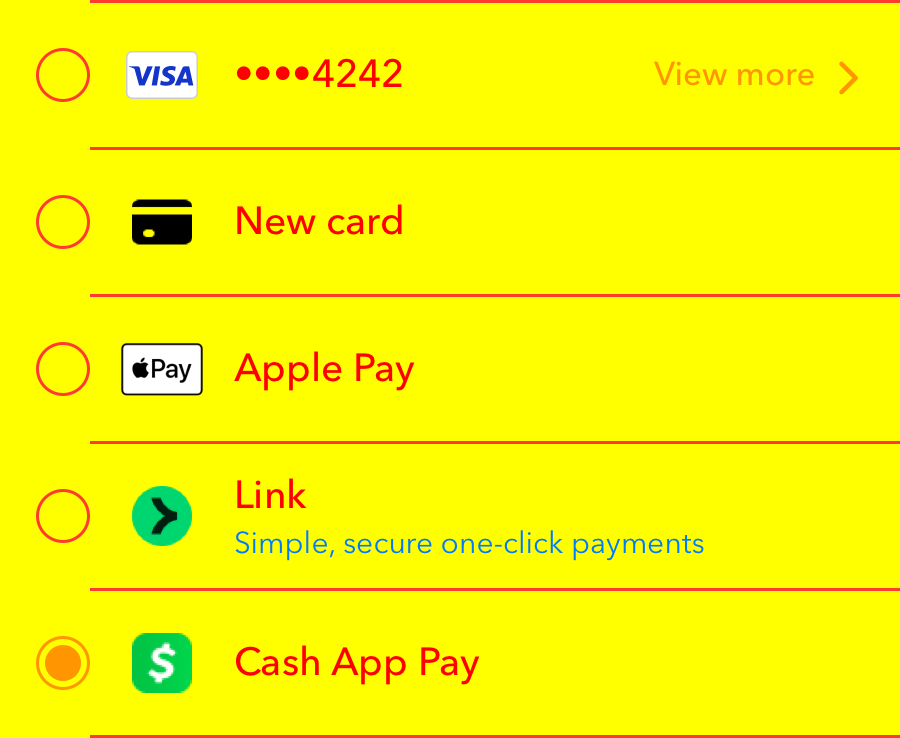 VISA ••••4242 View more
New card
Pay Apple Pay
Link
Simple, secure one-click payments
$ Cash App Pay